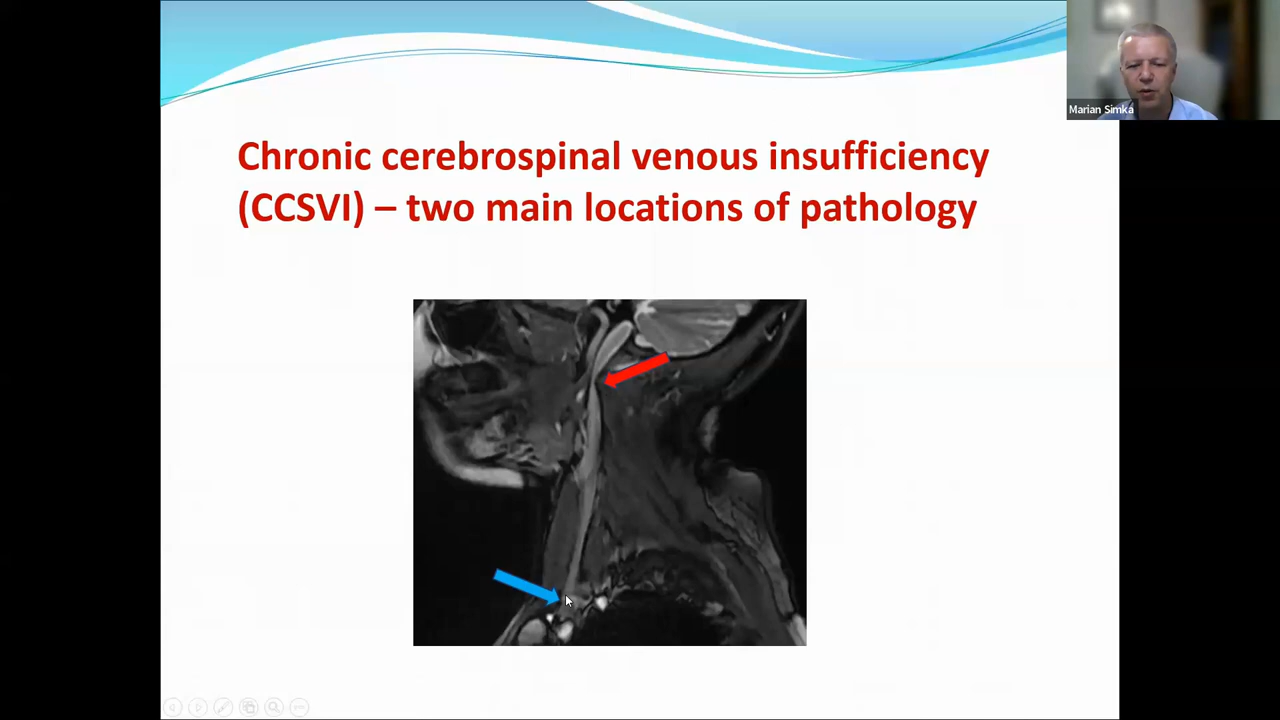 Chronic cerebrospinal venous insufficiency
(CCSVI) – two main locations of pathology
Marian Simka